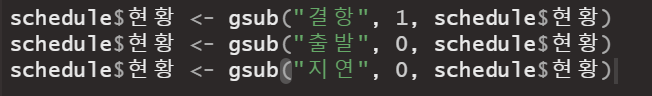 schedule$현황 <- gsub("결항", 1, schedule$현황)
schedule$현황 <- gsub("출발", 0, schedule$현황)
schedule$현황 <- gsub("지연", 0, schedule$현황)